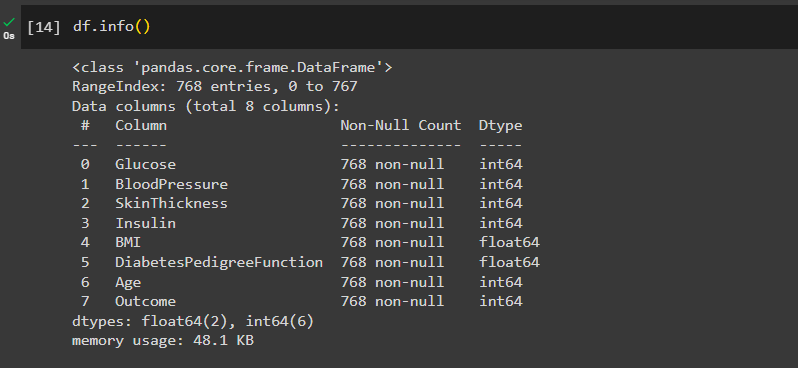 [14] df.info()
0s
<class 'pandas.core.frame.DataFrame'>
RangeIndex: 768 entries, 0 to 767
Data columns (total 8 columns):
 #   Column                    Non-Null Count  Dtype
---  ------                    --------------  -----
 0   Glucose                   768 non-null    int64
 1   BloodPressure             768 non-null    int64
 2   SkinThickness             768 non-null    int64
 3   Insulin                   768 non-null    int64
 4   BMI                       768 non-null    float64
 5   DiabetesPedigreeFunction  768 non-null    float64
 6   Age                       768 non-null    int64
 7   Outcome                   768 non-null    int64
dtypes: float64(2), int64(6)
memory usage: 48.1 KB